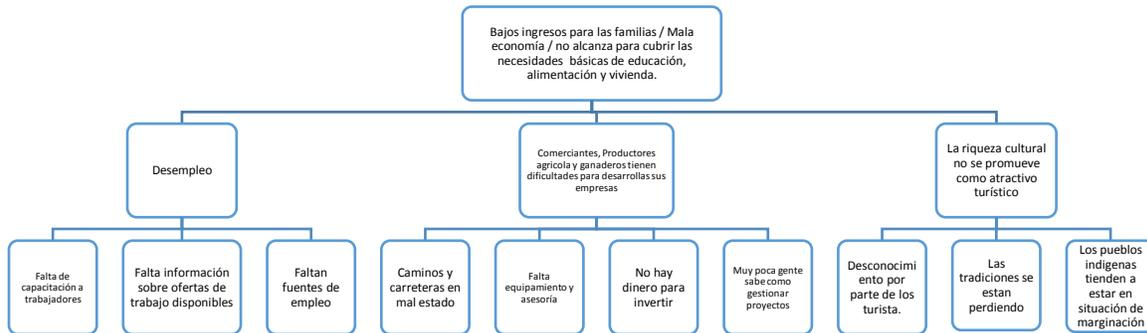 Bajos ingresos para las familias / Mala
economía / no alcanza para cubrir las
necesidades básicas de educación,
alimentación y vivienda.
Desempleo
Comerciantes, Productores
agricola y ganaderos tienen
dificultades para desarrollas sus
empresas
La riqueza cultural
no se promueve
como atractivo
turístico
Falta de
capacitación a
trabajadores
Falta información
sobre ofertas de
trabajo disponibles
Faltan
fuentes de
empleo
Caminos y
carreteras en
mal estado
Falta
equipamiento y
asesoría
No hay
dinero para
invertir
Muy poca gente
sabe como
gestionar
proyectos
Desconocimi
ento por
parte de los
turista.
Las
tradiciones se
estan
perdiendo
Los pueblos
indígenas
tienden a
estar en
situación de
marginación